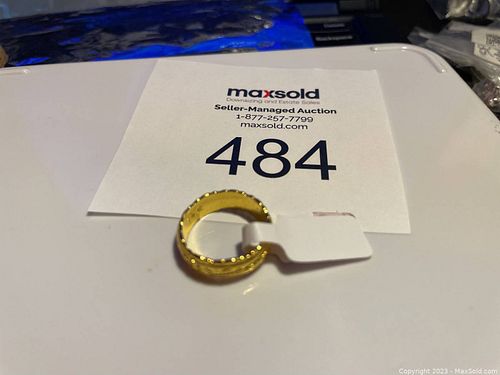 maxsold
Downsizing and Estate Sales
Seller-Managed Auction
1-877-257-7799
maxsold.com
484
Copyright 2023 - MaxSold.com